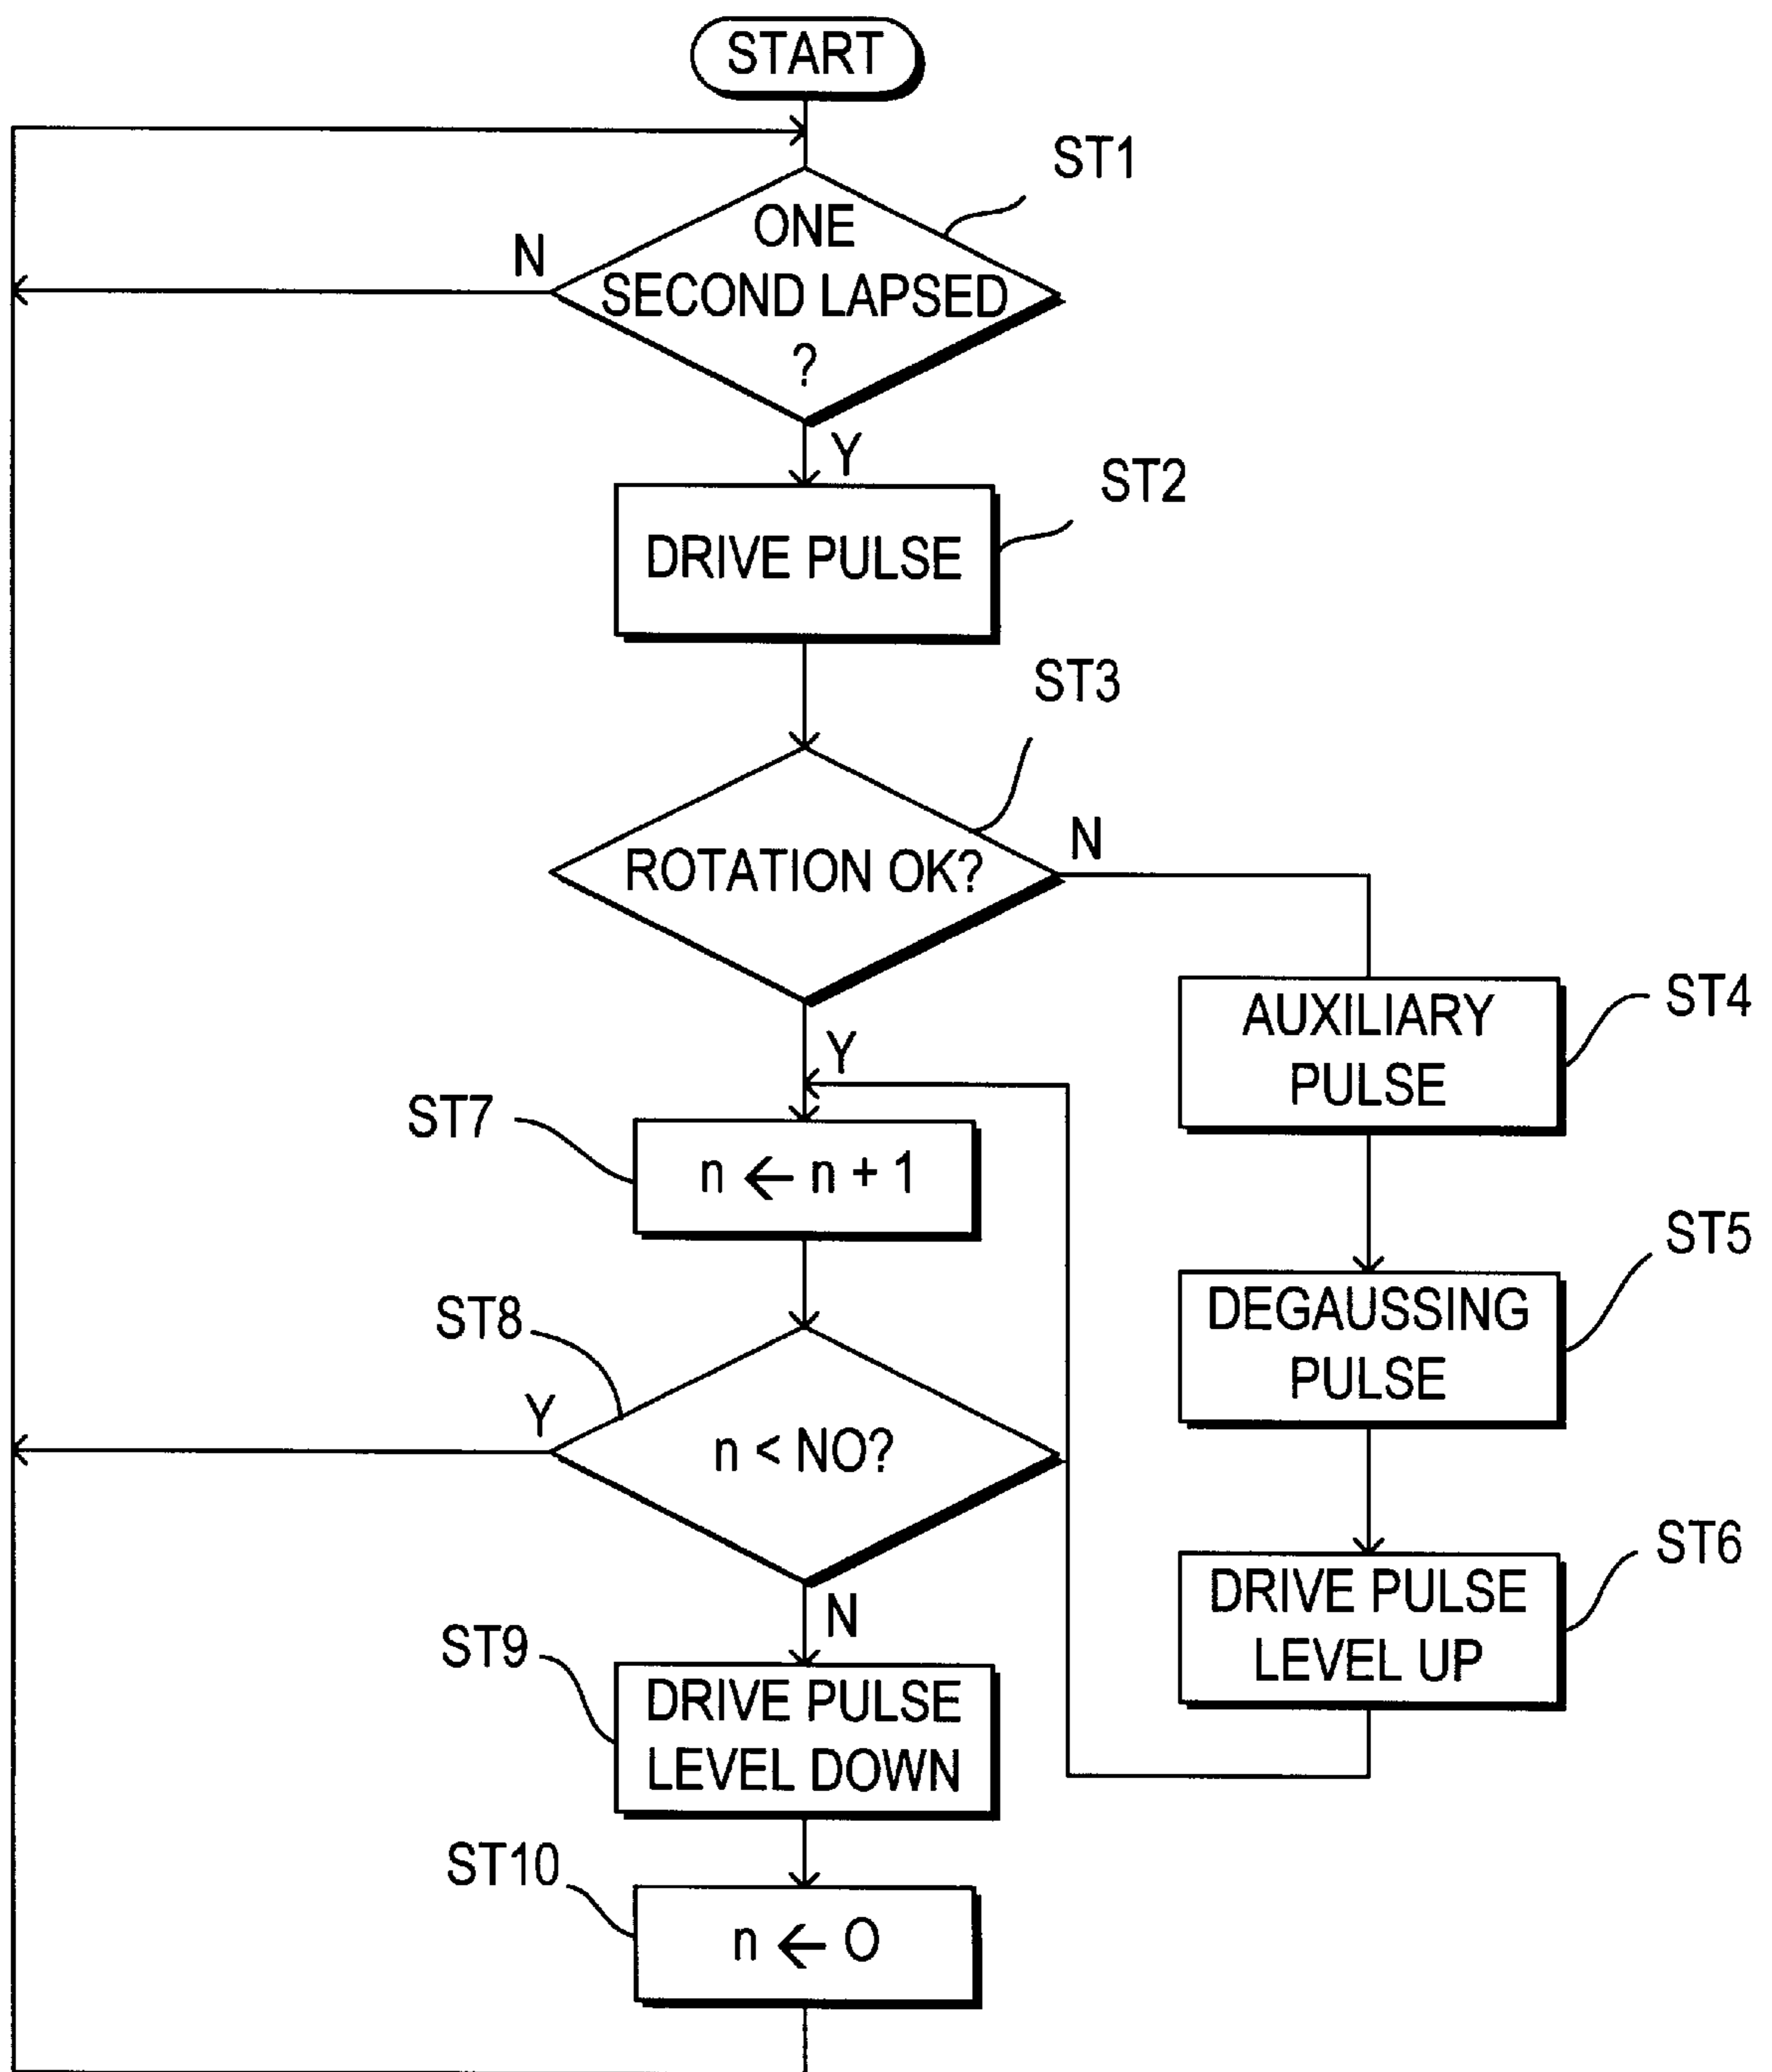 START
ST1
ONE
SECOND LAPSED
?
N
Y
ST2
DRIVE PULSE
ST3
ROTATION OK?
N
Y
ST4
AUXILIARY
PULSE
ST7
n ← n + 1
ST5
DEGAUSSING
PULSE
ST8
Y
n < NO?
N
ST6
DRIVE PULSE
LEVEL UP
ST9
DRIVE PULSE
LEVEL DOWN
ST10
n ← O